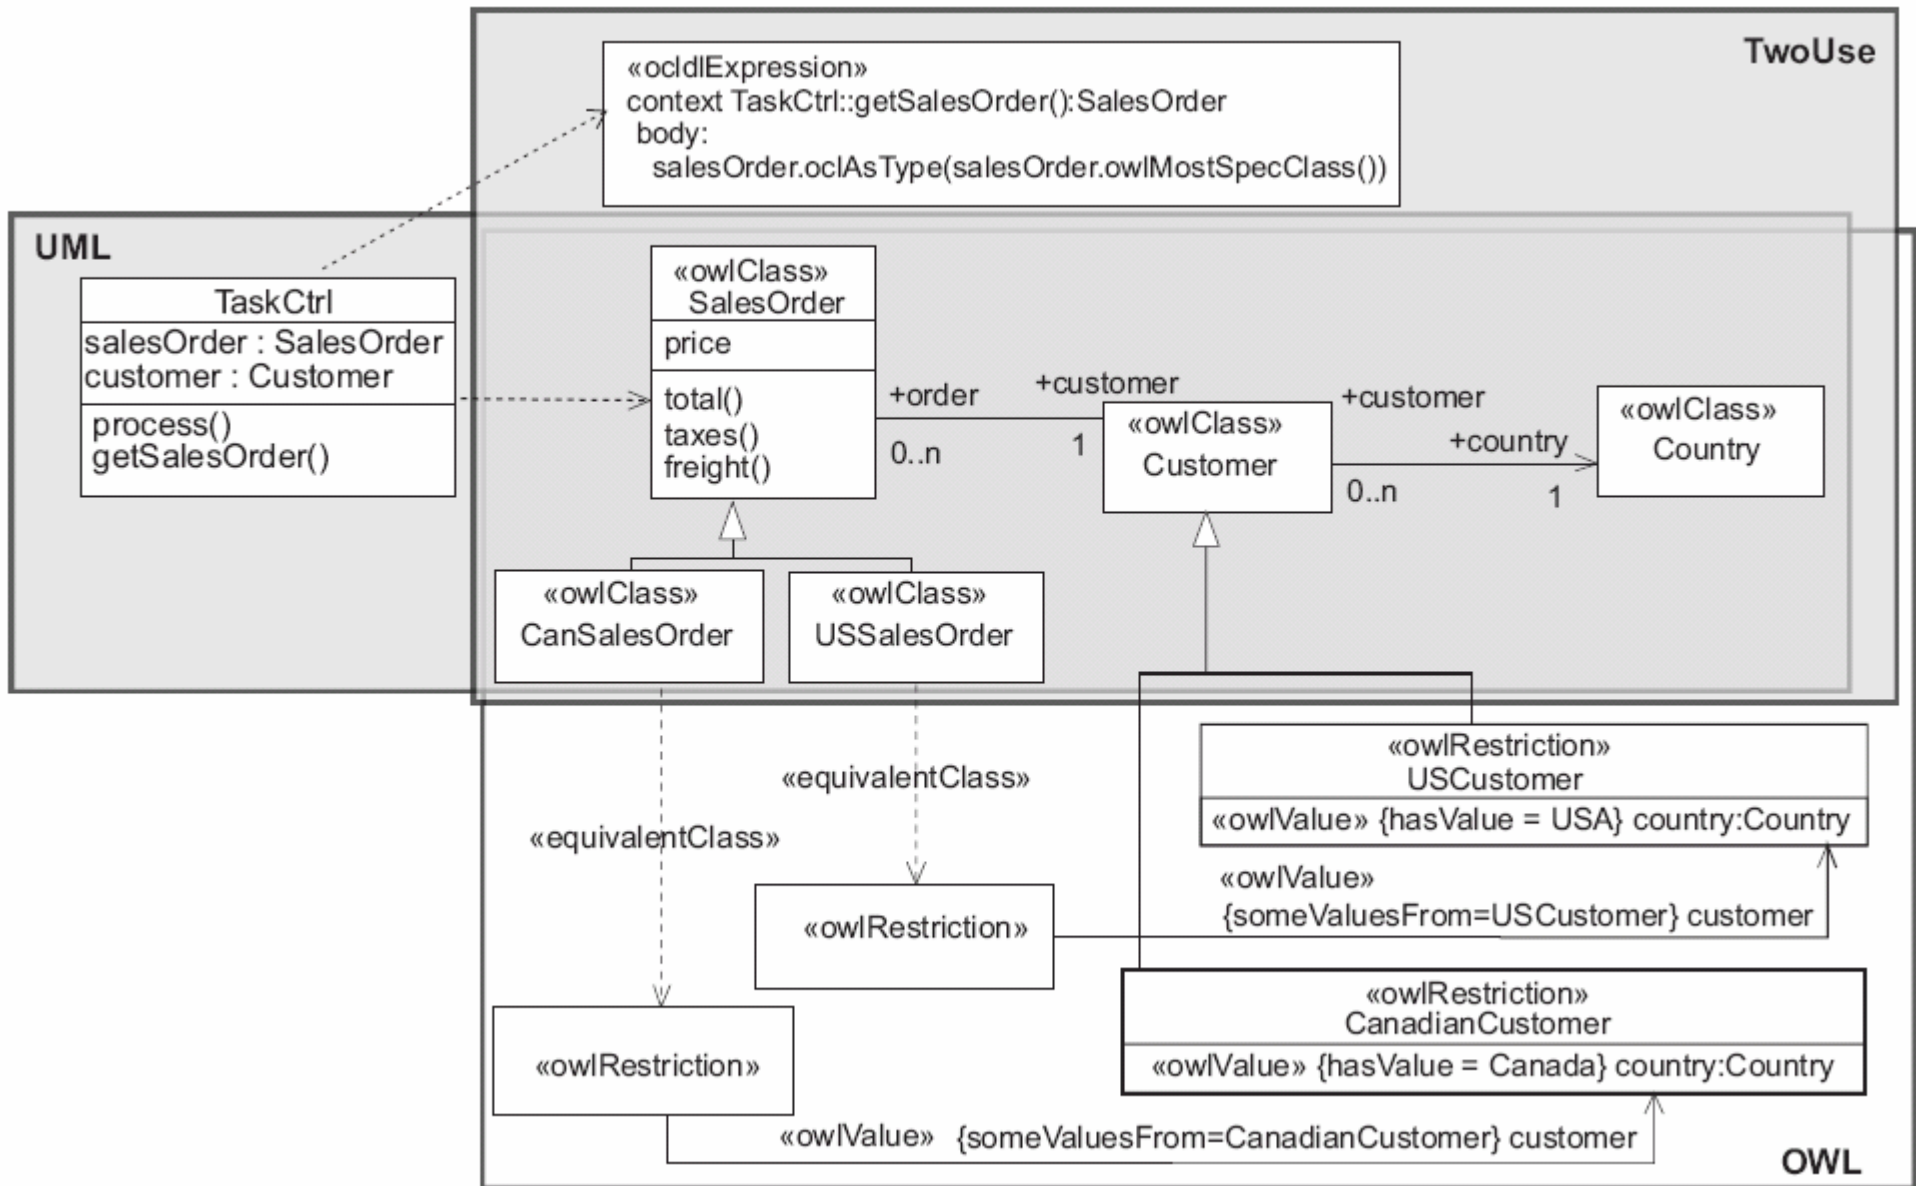 TwoUse
«ocldlExpression»
context TaskCtrl::getSalesOrder():SalesOrder
body:
salesOrder.oclAsType(salesOrder.owlMostSpecClass())
UML
TaskCtrl
salesOrder : SalesOrder
customer : Customer
process()
getSalesOrder()
«owlClass»
SalesOrder
price
total()
taxes()
freight()
+order
0..n
+customer
1
«owlClass»
Customer
+customer
0..n
+country
1
«owlClass»
Country
«owlClass»
CanSalesOrder
«owlClass»
USSalesOrder
«equivalentClass»
«equivalentClass»
«owlRestriction»
USCustomer
«owlValue» {hasValue = USA} country:Country
«owlValue»
{someValuesFrom=USCustomer} customer
«owlRestriction»
«owlRestriction»
CanadianCustomer
«owlValue» {hasValue = Canada} country:Country
«owlRestriction»
«owlValue» {someValuesFrom=CanadianCustomer} customer
OWL